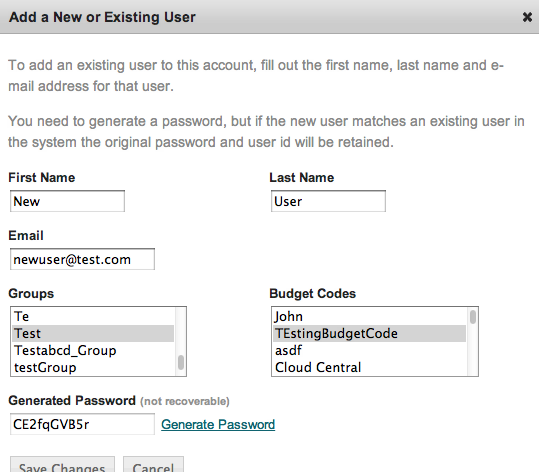 Add a New or Existing User
To add an existing user to this account, fill out the first name, last name and e-
mail address for that user.
You need to generate a password, but if the new user matches an existing user in
the system the original password and user id will be retained.
First Name
Last Name
New
User
Email
newuser@test.com
Groups
Budget Codes
Te
Test
Testabcd_Group
testGroup
John
TEstingBudgetCode
asdf
Cloud Central
Generated Password (not recoverable)
CE2fqGVB5r
Generate Password
Save Changes
Cancel